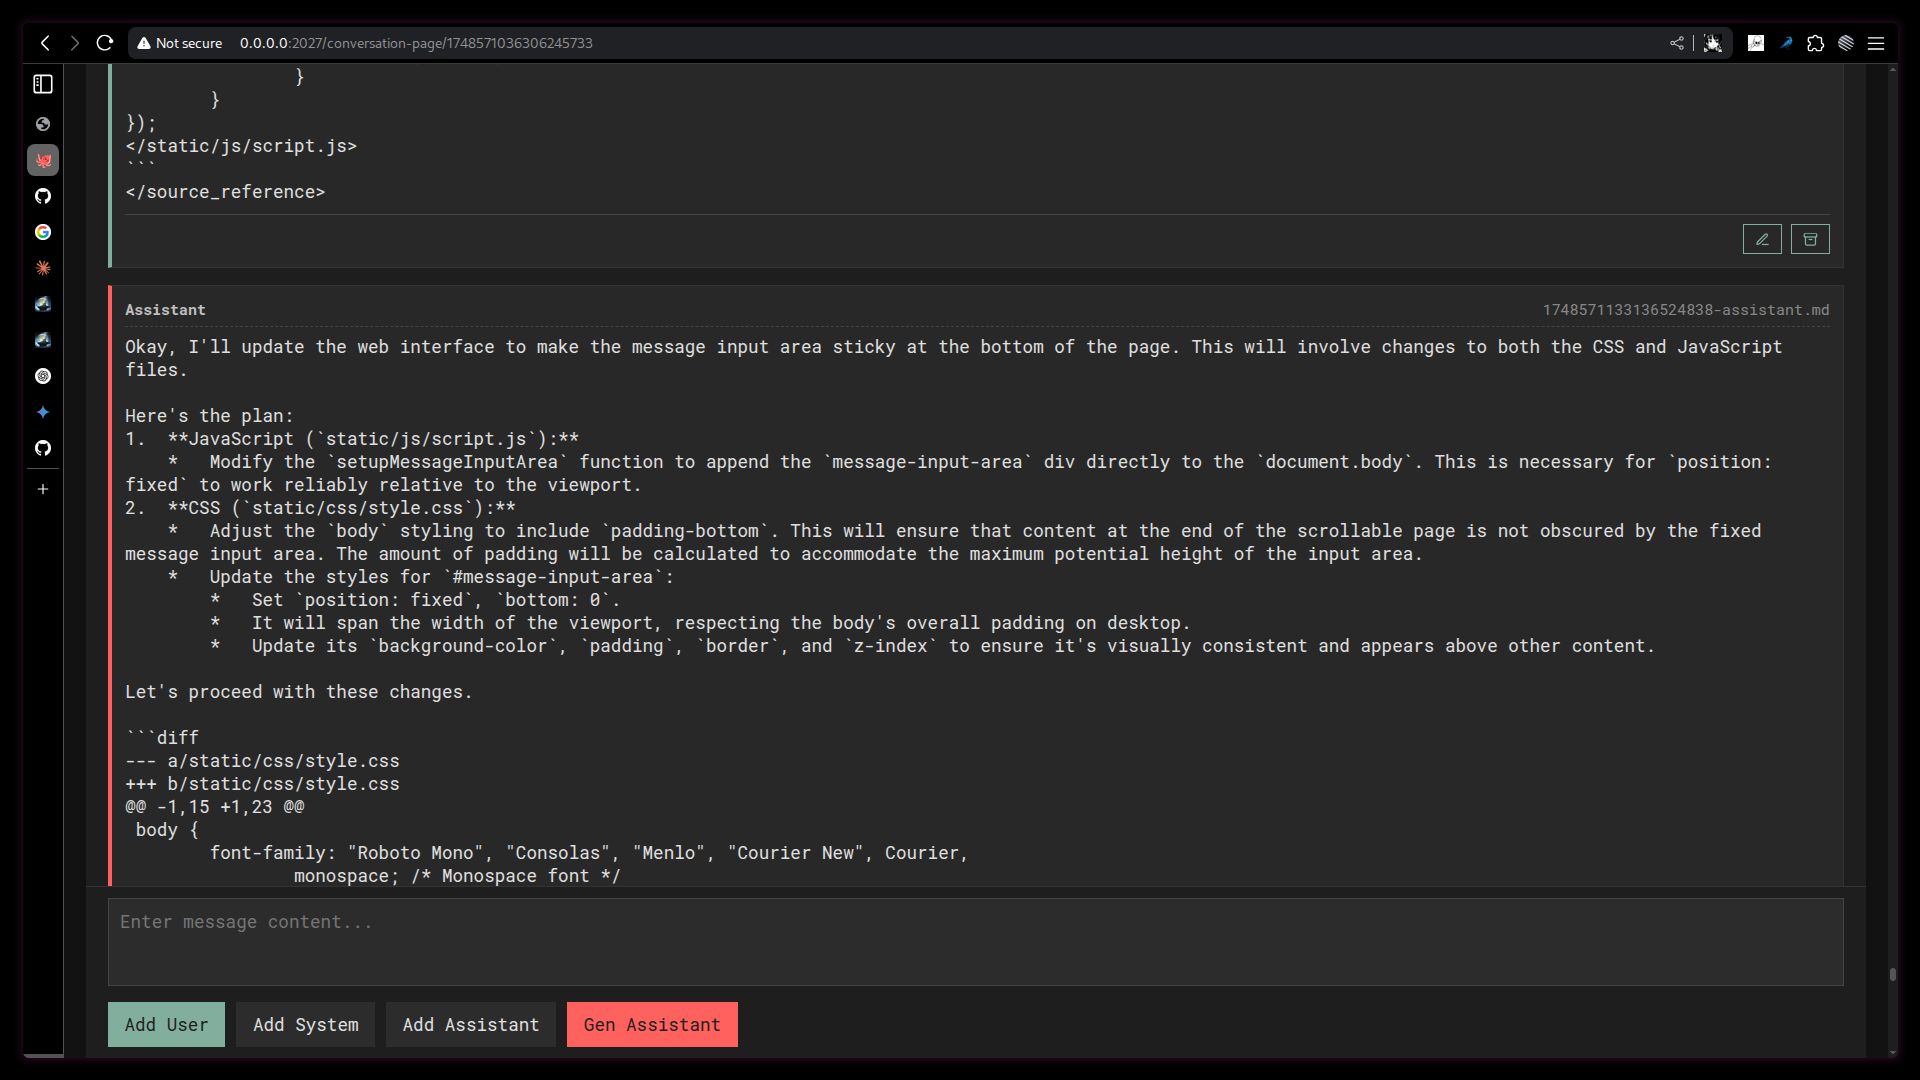 Not secure 0.0.0.0:2027/conversation-page/1748571036306245733
}
}
});
</static/js/script.js>
```
</source_reference>
Assistant 1748571133136524838-assistant.md
Okay, I'll update the web interface to make the message input area sticky at the bottom of the page. This will involve changes to both the CSS and JavaScript
files.
Here's the plan:
1.  **JavaScript (`static/js/script.js`):**
    *   Modify the `setupMessageInputArea` function to append the `message-input-area` div directly to the `document.body`. This is necessary for `position:
fixed` to work reliably relative to the viewport.
2.  **CSS (`static/css/style.css`):**
    *   Adjust the `body` styling to include `padding-bottom`. This will ensure that content at the end of the scrollable page is not obscured by the fixed
message input area. The amount of padding will be calculated to accommodate the maximum potential height of the input area.
    *   Update the styles for `#message-input-area`:
        *   Set `position: fixed`, `bottom: 0`.
        *   It will span the width of the viewport, respecting the body's overall padding on desktop.
        *   Update its `background-color`, `padding`, `border`, and `z-index` to ensure it's visually consistent and appears above other content.
Let's proceed with these changes.
```diff
--- a/static/css/style.css
+++ b/static/css/style.css
@@ -1,15 +1,23 @@
 body {
        font-family: "Roboto Mono", "Consolas", "Menlo", "Courier New", Courier,
                monospace; /* Monospace font */
Enter message content...
Add User Add System Add Assistant Gen Assistant